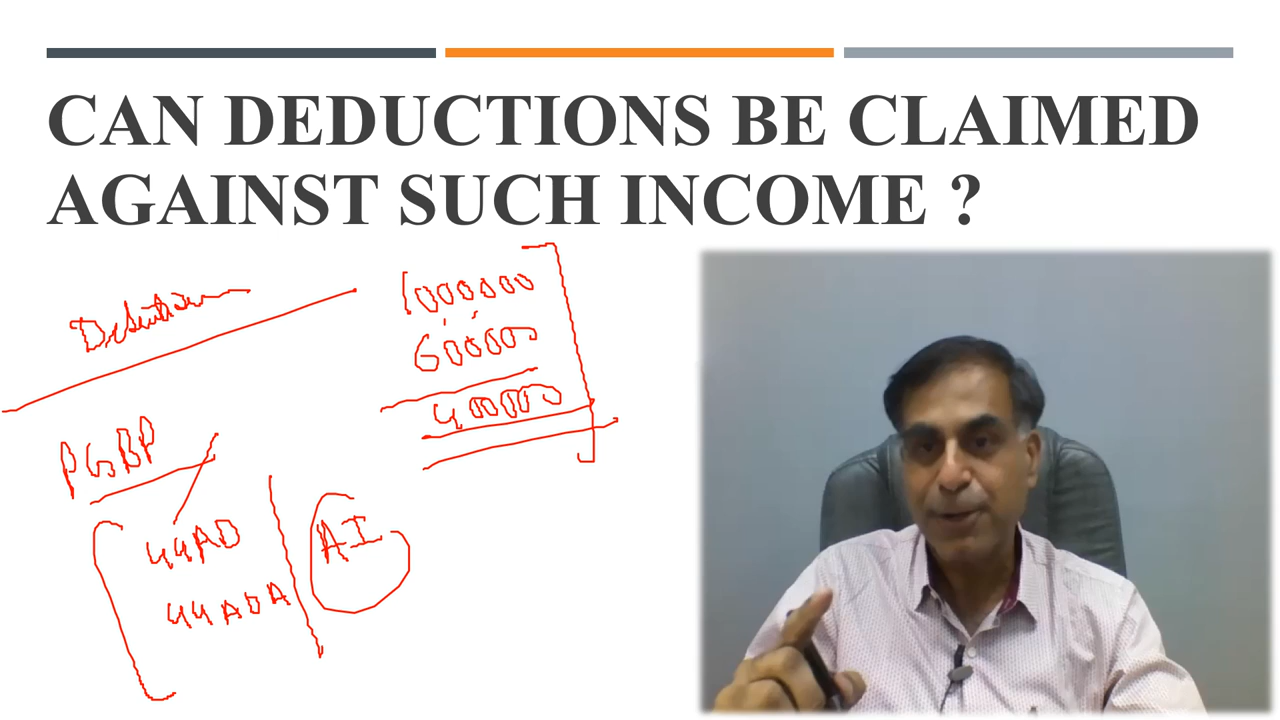 CAN DEDUCTIONS BE CLAIMED
AGAINST SUCH INCOME ?
1000000
600000
400000
PGBP
44AD
44ADA
AI